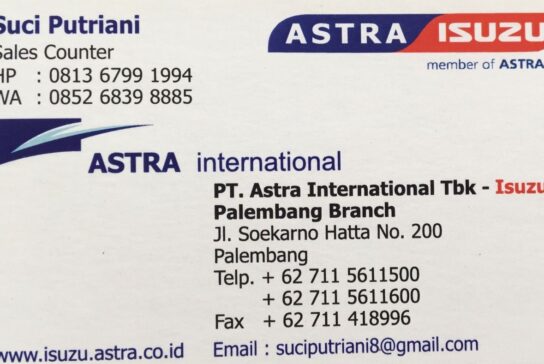 Suci Putriani
Sales Counter
HP : 0813 6799 1994
WA : 0852 6839 8885
ASTRA ISUZU
member of ASTRA
ASTRA international
PT. Astra International Tbk - Isuzu
Palembang Branch
Jl. Soekarno Hatta No. 200
Palembang
Telp. + 62 711 5611500
+ 62 711 5611600
Fax + 62 711 418996
www.isuzu.astra.co.id
Email : suciputriani8@gmail.com